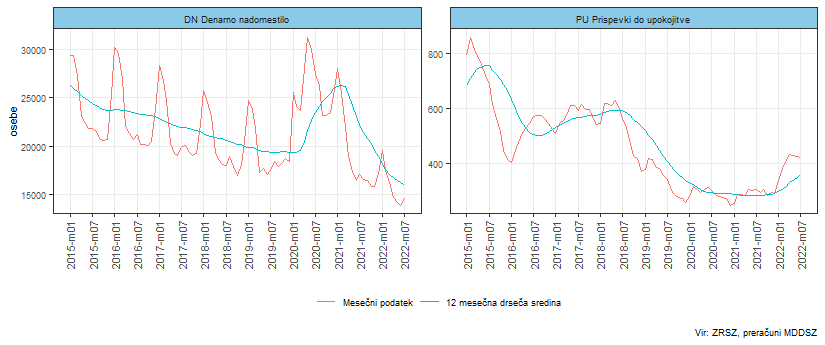 DN Denarno nadomestilo
30000
25000
20000
15000
osebe
2015-m01
2015-m07
2016-m01
2016-m07
2017-m01
2017-m07
2018-m01
2018-m07
2019-m01
2019-m07
2020-m01
2020-m07
2021-m01
2021-m07
2022-m01
2022-m07
PU Prispevki do upokojitve
800
600
400
2015-m01
2015-m07
2016-m01
2016-m07
2017-m01
2017-m07
2018-m01
2018-m07
2019-m01
2019-m07
2020-m01
2020-m07
2021-m01
2021-m07
2022-m01
2022-m07
Mesečni podatek
12 mesečna drseča sredina
Vir: ZRSZ, preračuni MDDSZ